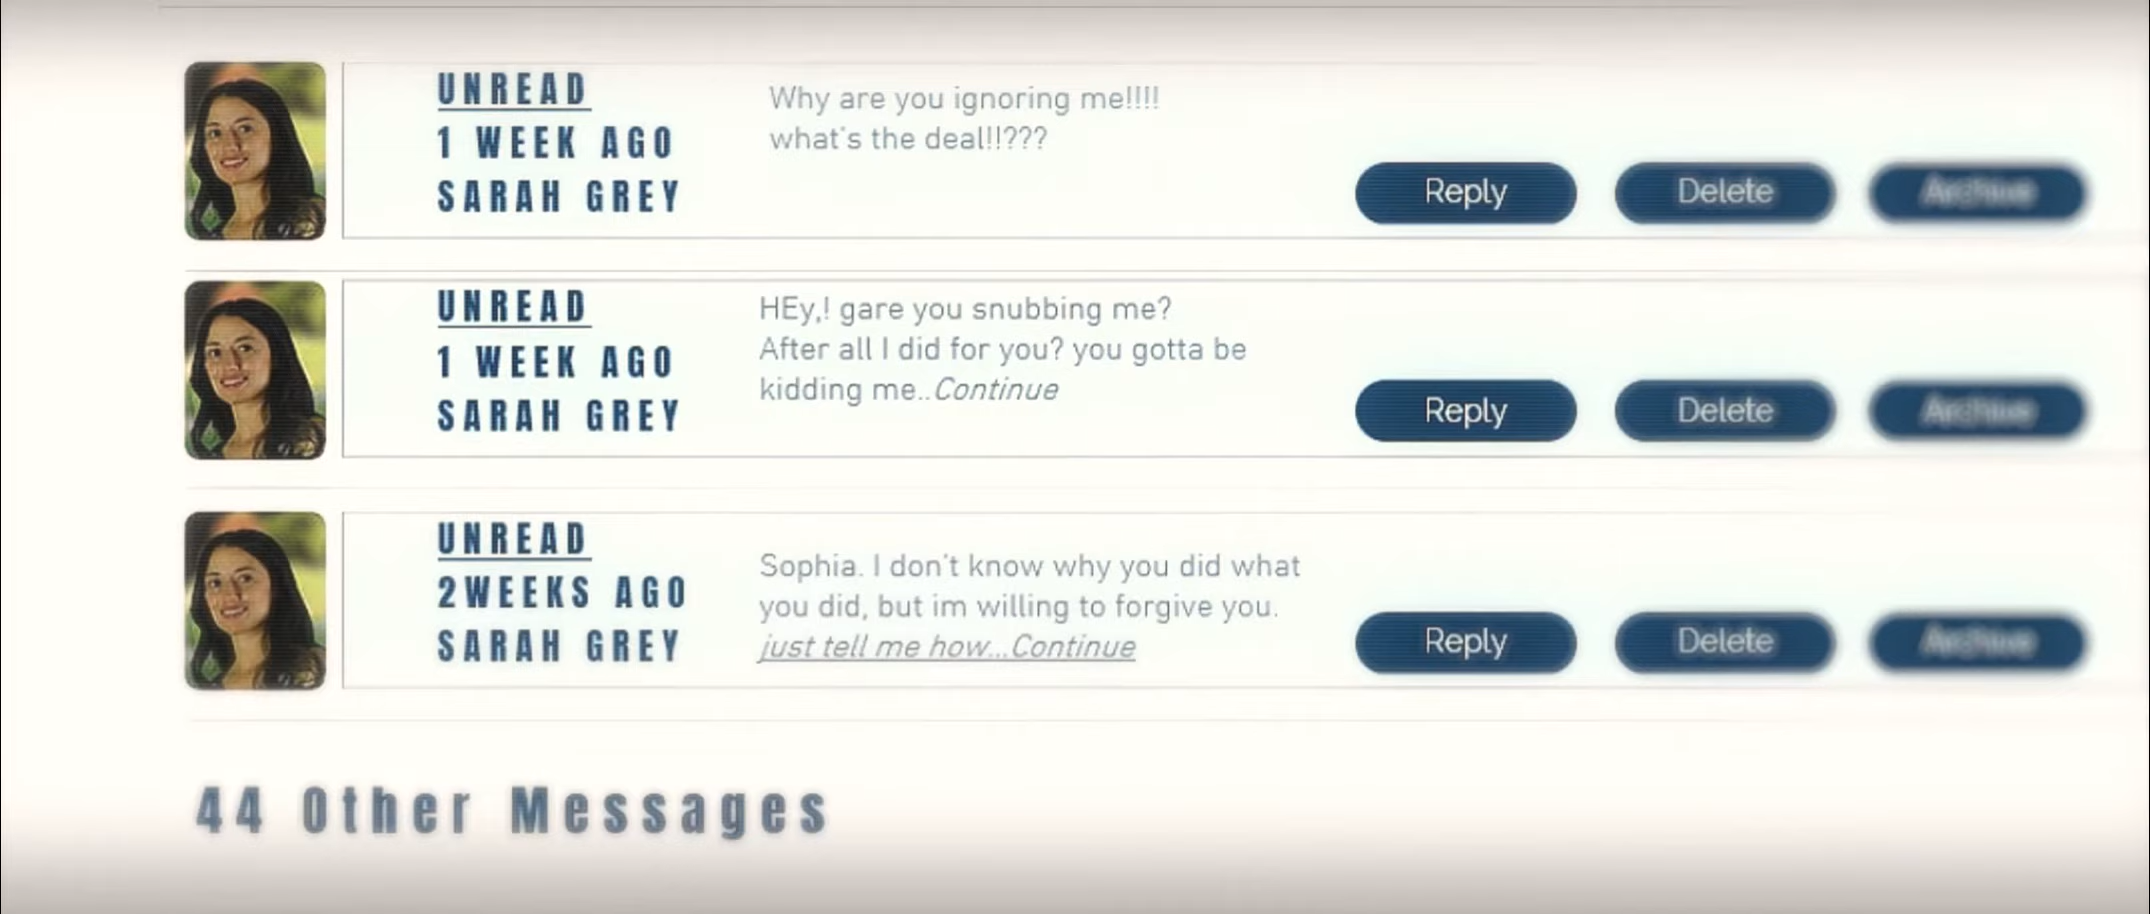 UNREAD
1 WEEK AGO
SARAH GREY
Why are you ignoring me!!!!
what's the deal!!???
Reply
Delete
Archive
UNREAD
1 WEEK AGO
SARAH GREY
HEy,! gare you snubbing me?
After all I did for you? you gotta be
kidding me..Continue
Reply
Delete
Archive
UNREAD
2WEEKS AGO
SARAH GREY
Sophia. I don't know why you did what
you did, but im willing to forgive you.
just tell me how...Continue
Reply
Delete
Archive
44 Other Messages